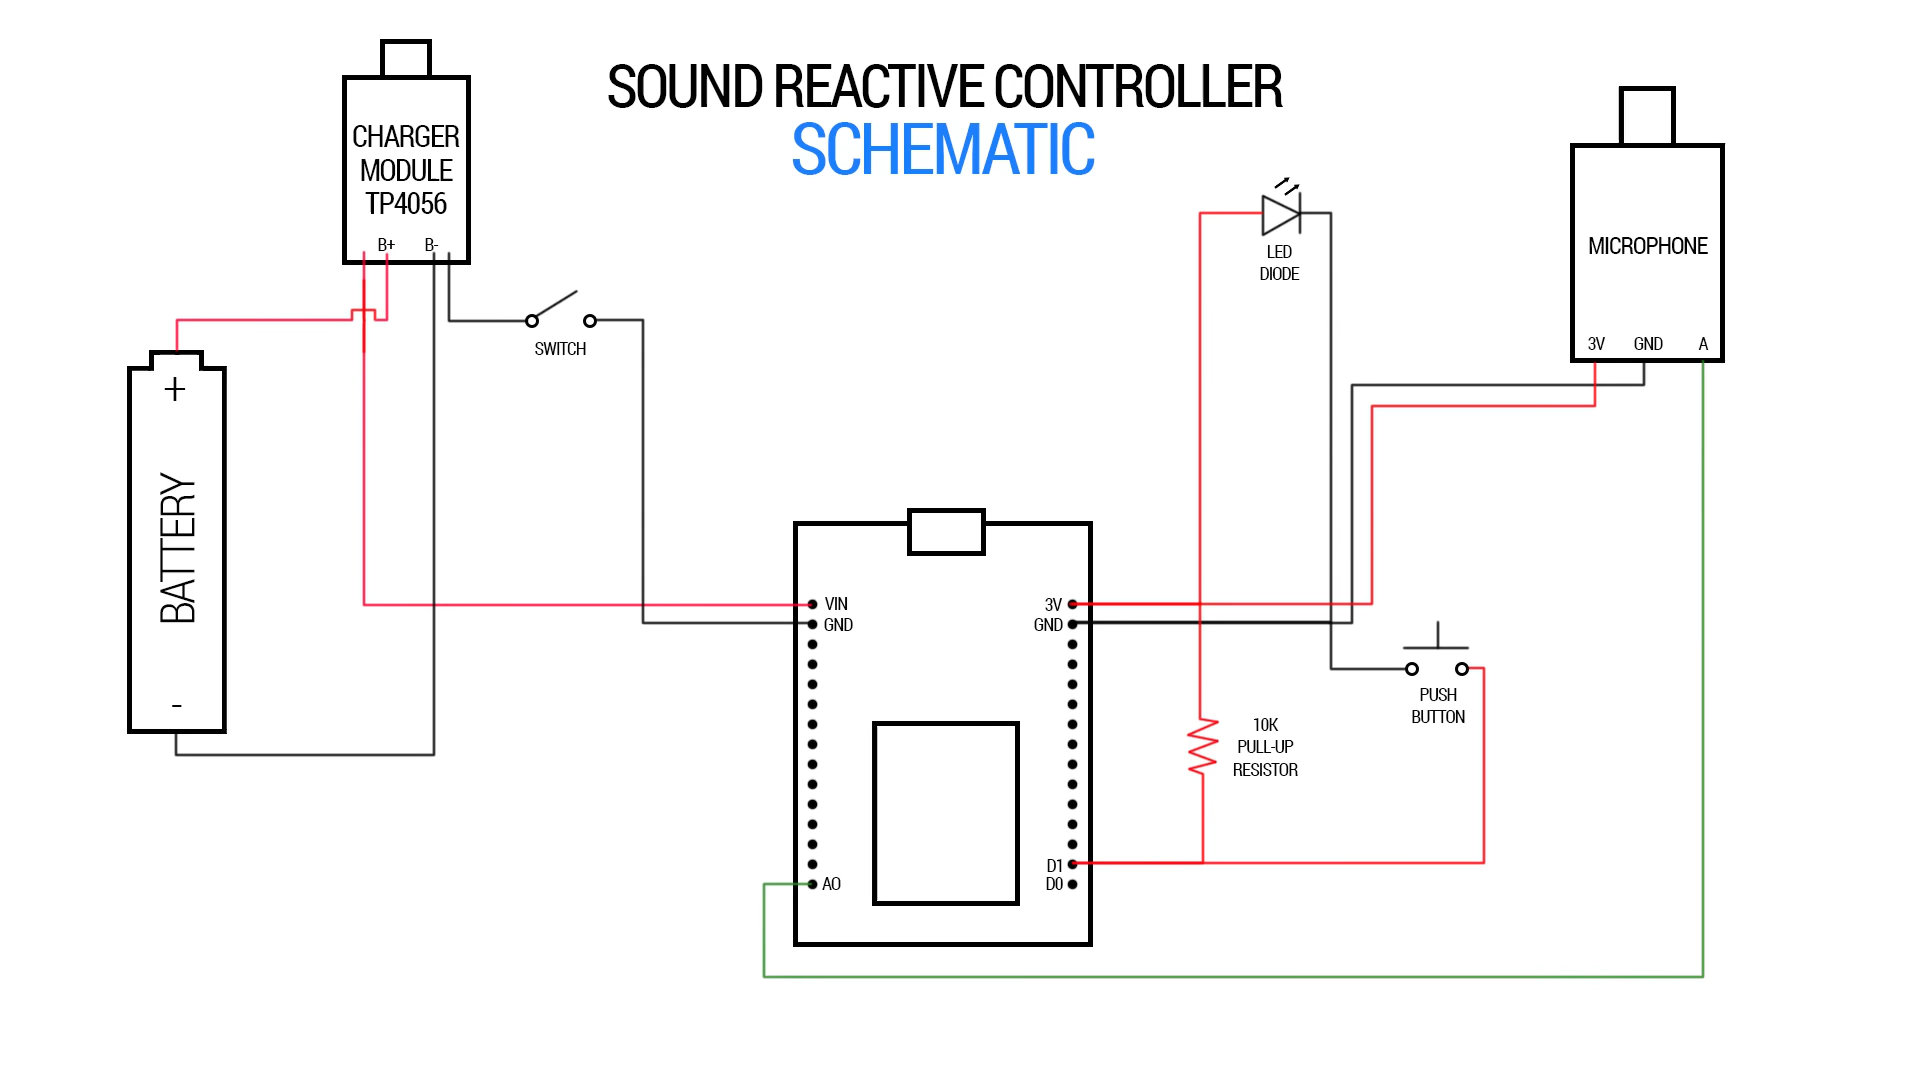 SOUND REACTIVE CONTROLLER
SCHEMATIC
CHARGER
MODULE
TP4056
B+ B-
SWITCH
+
BATTERY
-
LED
DIODE
MICROPHONE
3V GND A
VIN
GND
AO
3V
GND
D1
D0
PUSH
BUTTON
10K
PULL-UP
RESISTOR